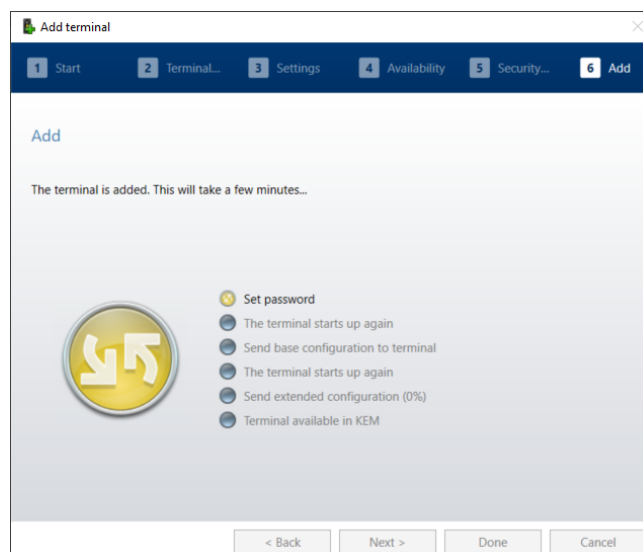 Add terminal
1 Start 2 Terminal... 3 Settings 4 Availability 5 Security... 6 Add
Add
The terminal is added. This will take a few minutes...
Set password
The terminal starts up again
Send base configuration to terminal
The terminal starts up again
Send extended configuration (0%)
Terminal available in KEM
< Back Next > Done Cancel